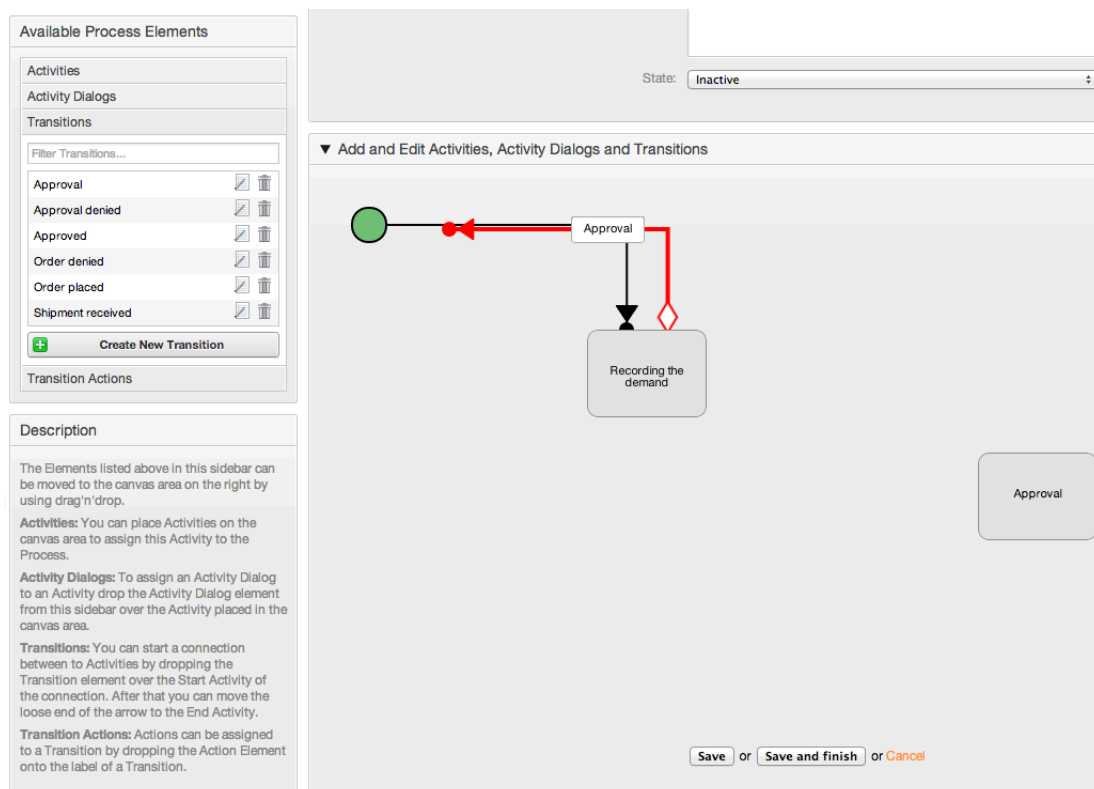 Available Process Elements
Activities
Activity Dialogs
Transitions
Filter Transitions...
Approval
Approval denied
Approved
Order denied
Order placed
Shipment received
Create New Transition
Transition Actions
Description
The Elements listed above in this sidebar can
be moved to the canvas area on the right by
using drag'n'drop.
Activities: You can place Activities on the
canvas area to assign this Activity to the
Process.
Activity Dialogs: To assign an Activity Dialog
to an Activity drop the Activity Dialog element
from this sidebar over the Activity placed in the
canvas area.
Transitions: You can start a connection
between to Activities by dropping the
Transition element over the Start Activity of
the connection. After that you can move the
loose end of the arrow to the End Activity.
Transition Actions: Actions can be assigned
to a Transition by dropping the Action Element
onto the label of a Transition.
State: Inactive
▼ Add and Edit Activities, Activity Dialogs and Transitions
Approval
Recording the
demand
Approval
Save or Save and finish or Cancel